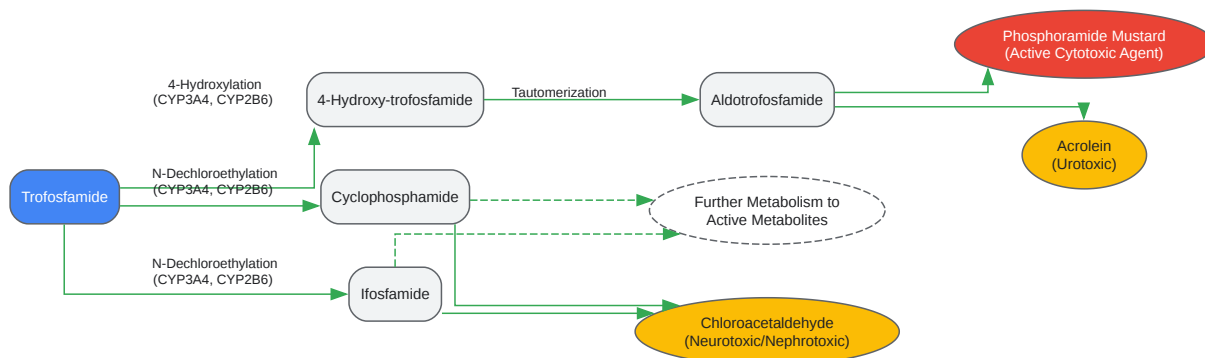 Phosphoramide Mustard
(Active Cytotoxic Agent)
4-Hydroxylation
(CYP3A4, CYP2B6)
4-Hydroxy-trofosfamide
Tautomerization
Aldotrofosfamide
Acrolein
(Urotoxic)
Trofosfamide
N-Dechloroethylation
(CYP3A4, CYP2B6)
Cyclophosphamide
Further Metabolism to
Active Metabolites
N-Dechloroethylation
(CYP3A4, CYP2B6)
Ifosfamide
Chloroacetaldehyde
(Neurotoxic/Nephrotoxic)